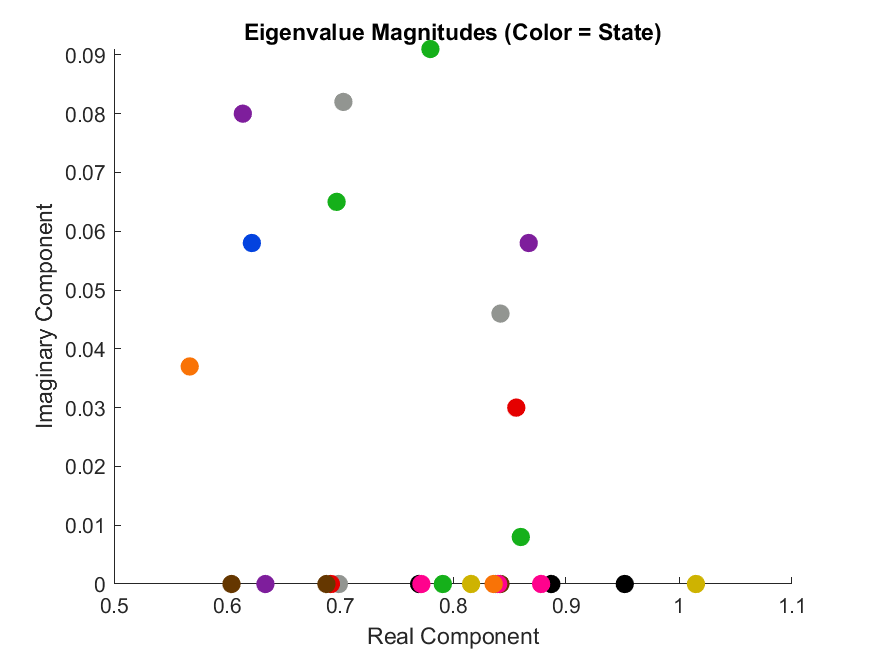 Eigenvalue Magnitudes (Color = State)
0.09
0.08
0.07
0.06
0.05
0.04
0.03
0.02
0.01
0
Imaginary Component
0.5 0.6 0.7 0.8 0.9 1 1.1
Real Component